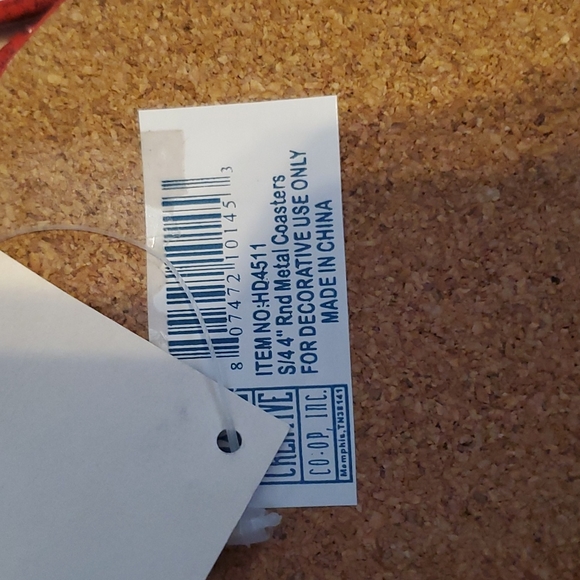 8 07472 10145 3
ITEM NO:HD4511
S/4 4" Rnd Metal Coasters
FOR DECORATIVE USE ONLY
MADE IN CHINA
CO·OP, INC.
Memphis,TN38141